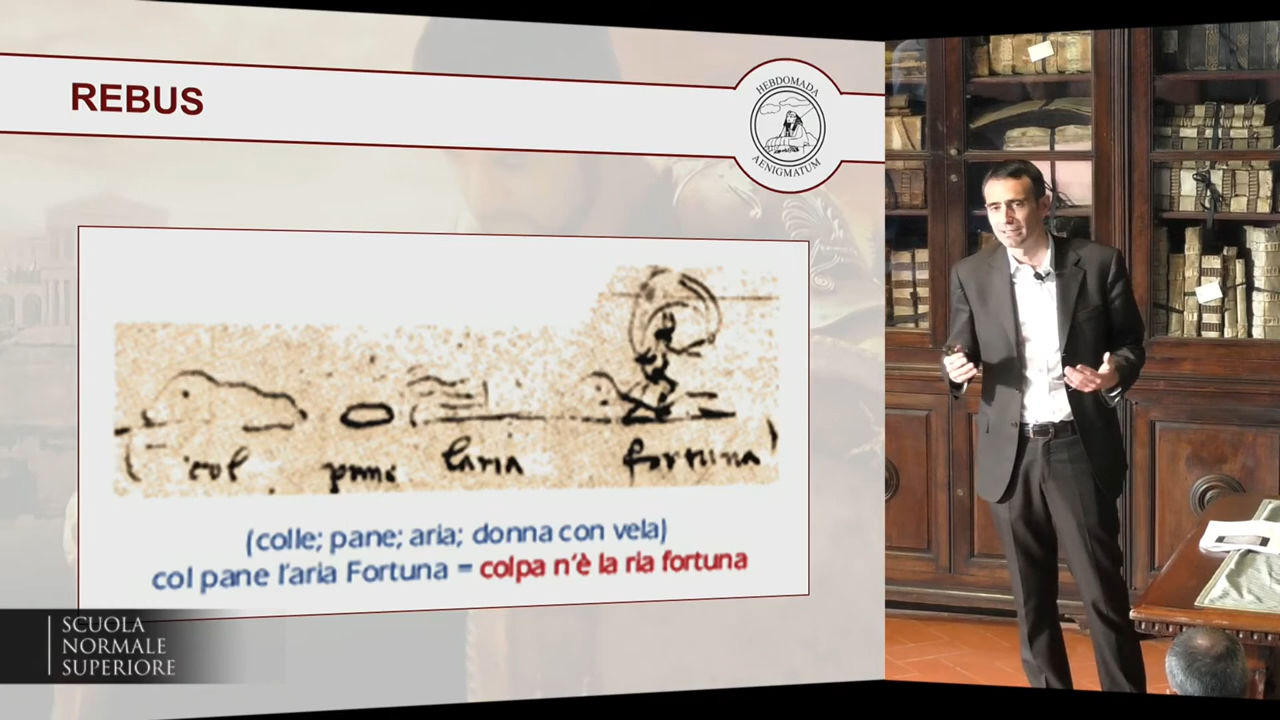 REBUS
HEBDOMADA
AENIGMATUM
col pane laria fortuna
(colle; pane; aria; donna con vela)
col pane l'aria Fortuna = colpa n'è la ria fortuna
SCUOLA
NORMALE
SUPERIORE